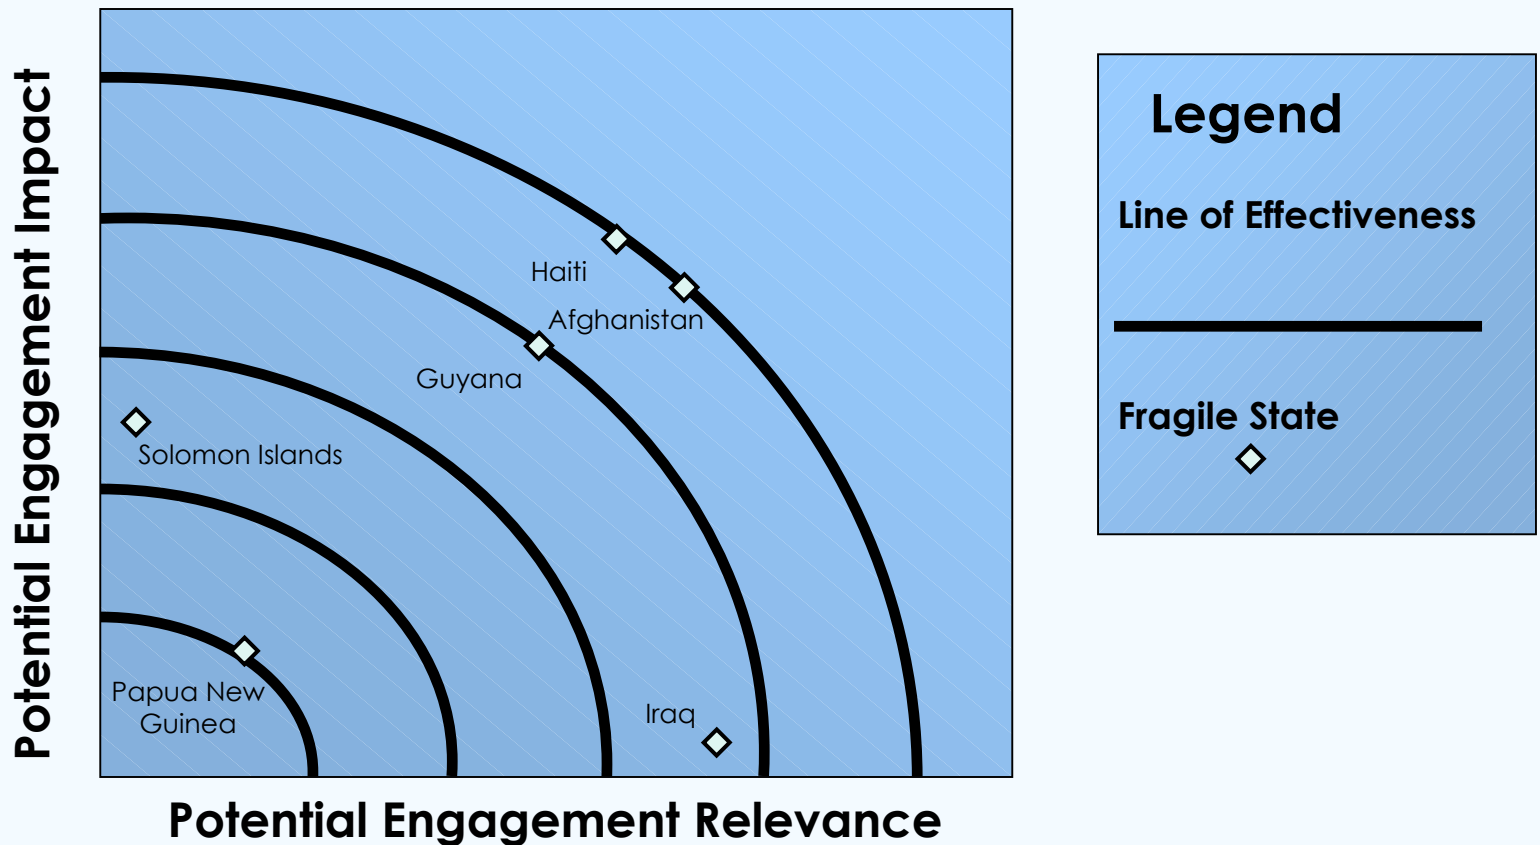 Potential Engagement Impact
Haiti
Afghanistan
Guyana
Solomon Islands
Papua New
Guinea
Iraq
Potential Engagement Relevance
Legend
Line of Effectiveness
Fragile State